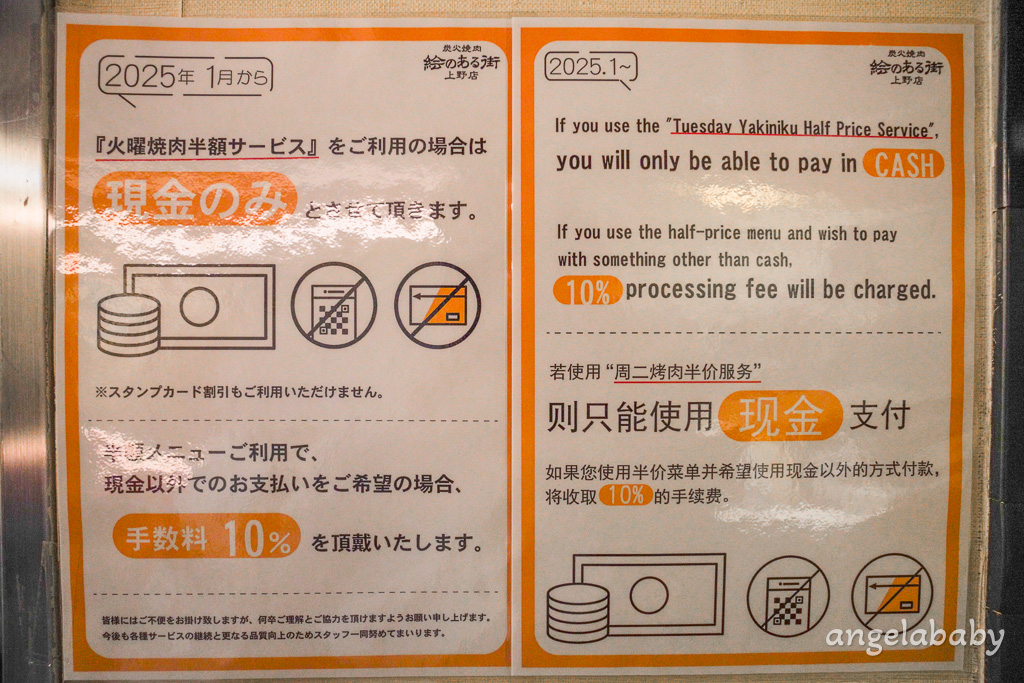 2025年 1月から
炭火焼肉
絵のある街
上野店
『火曜焼肉半額サービス』をご利用の場合は
現金のみ とさせて頂きます。
※スタンプカード割引もご利用いただけません。
半額メニューご利用で、
現金以外でのお支払いをご希望の場合、
手数料 10% を頂戴いたします。
皆様にはご不便をお掛け致しますが、何卒ご理解とご協力を頂けますようお願い申し上げます。
今後も各種サービスの継続と更なる品質向上のためスタッフ一同努めてまいります。
2025.1~
炭火焼肉
絵のある街
上野店
If you use the "Tuesday Yakiniku Half Price Service",
you will only be able to pay in CASH
If you use the half-price menu and wish to pay
with something other than cash,
10% processing fee will be charged.
若使用“周二烤肉半价服务”
则只能使用 现金 支付
如果您使用半价菜单并希望使用现金以外的方式付款，
将收取 10% 的手续费。
angelababy